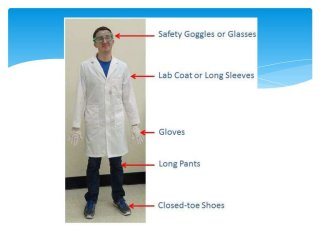 Safety Goggles or Glasses
Lab Coat or Long Sleeves
Gloves
Long Pants
Closed-toe Shoes